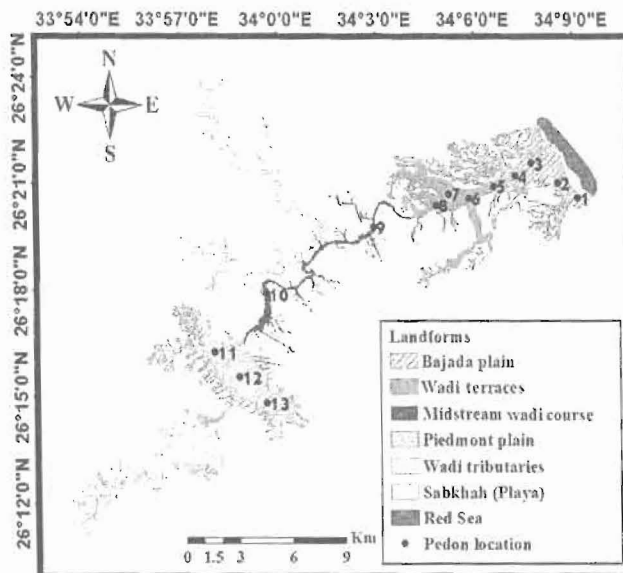 33°54'0"E 33°57'0"E 34°0'0"E 34°3'0"E 34°6'0"E 34°9'0"E
26°24'0"N
26°21'0"N
26°18'0"N
26°15'0"N
26°12'0"N
N
W E
S
3
4
2
5
7
1
6
8
9
10
11
12
13
Landforms
Bajada plain
Wadi terraces
Midstream wadi course
Piedmont plain
Wadi tributaries
Sabkhah (Playa)
Red Sea
Pedon location
Km
0 1.5 3 6 9